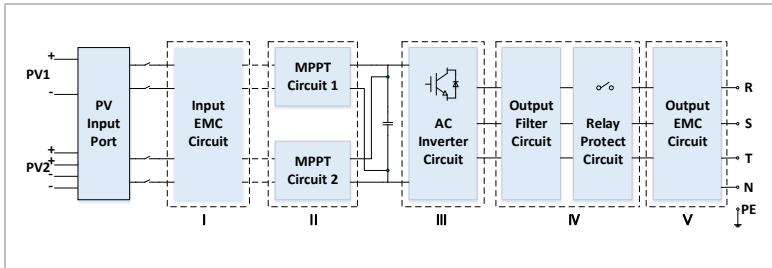 +
PV1
-
PV
Input
Port
+
+
PV2
-
-
Input
EMC
Circuit
MPPT
Circuit 1
MPPT
Circuit 2
AC
Inverter
Circuit
Output
Filter
Circuit
Relay
Protect
Circuit
Output
EMC
Circuit
R
S
T
N
PE
I
II
III
IV
V